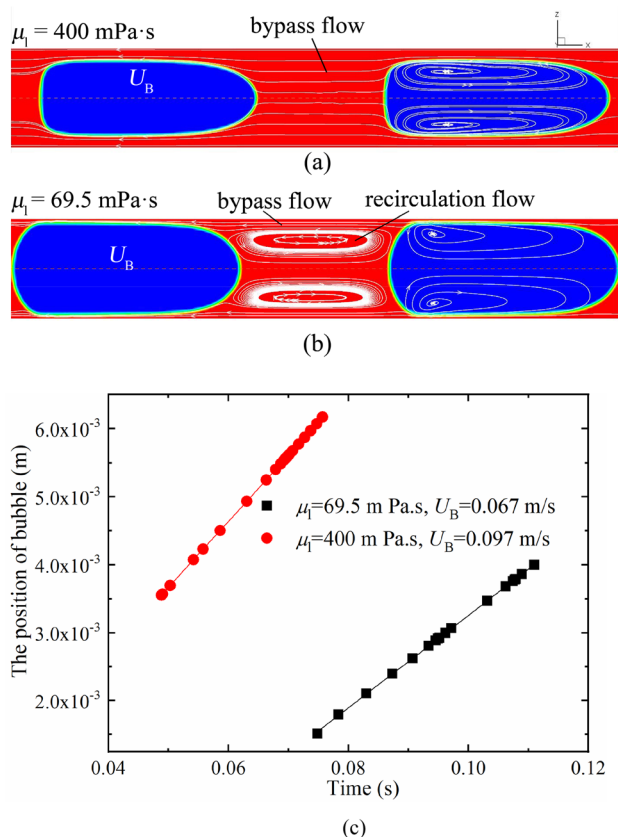 μl = 400 mPa·s
bypass flow
z
x
UB
(a)
μl = 69.5 mPa·s
bypass flow
recirculation flow
UB
(b)
The position of bubble (m)
6.0x10-3
5.0x10-3
4.0x10-3
3.0x10-3
2.0x10-3
μl=69.5 m Pa.s, UB=0.067 m/s
μl=400 m Pa.s, UB=0.097 m/s
0.04 0.06 0.08 0.10 0.12
Time (s)
(c)